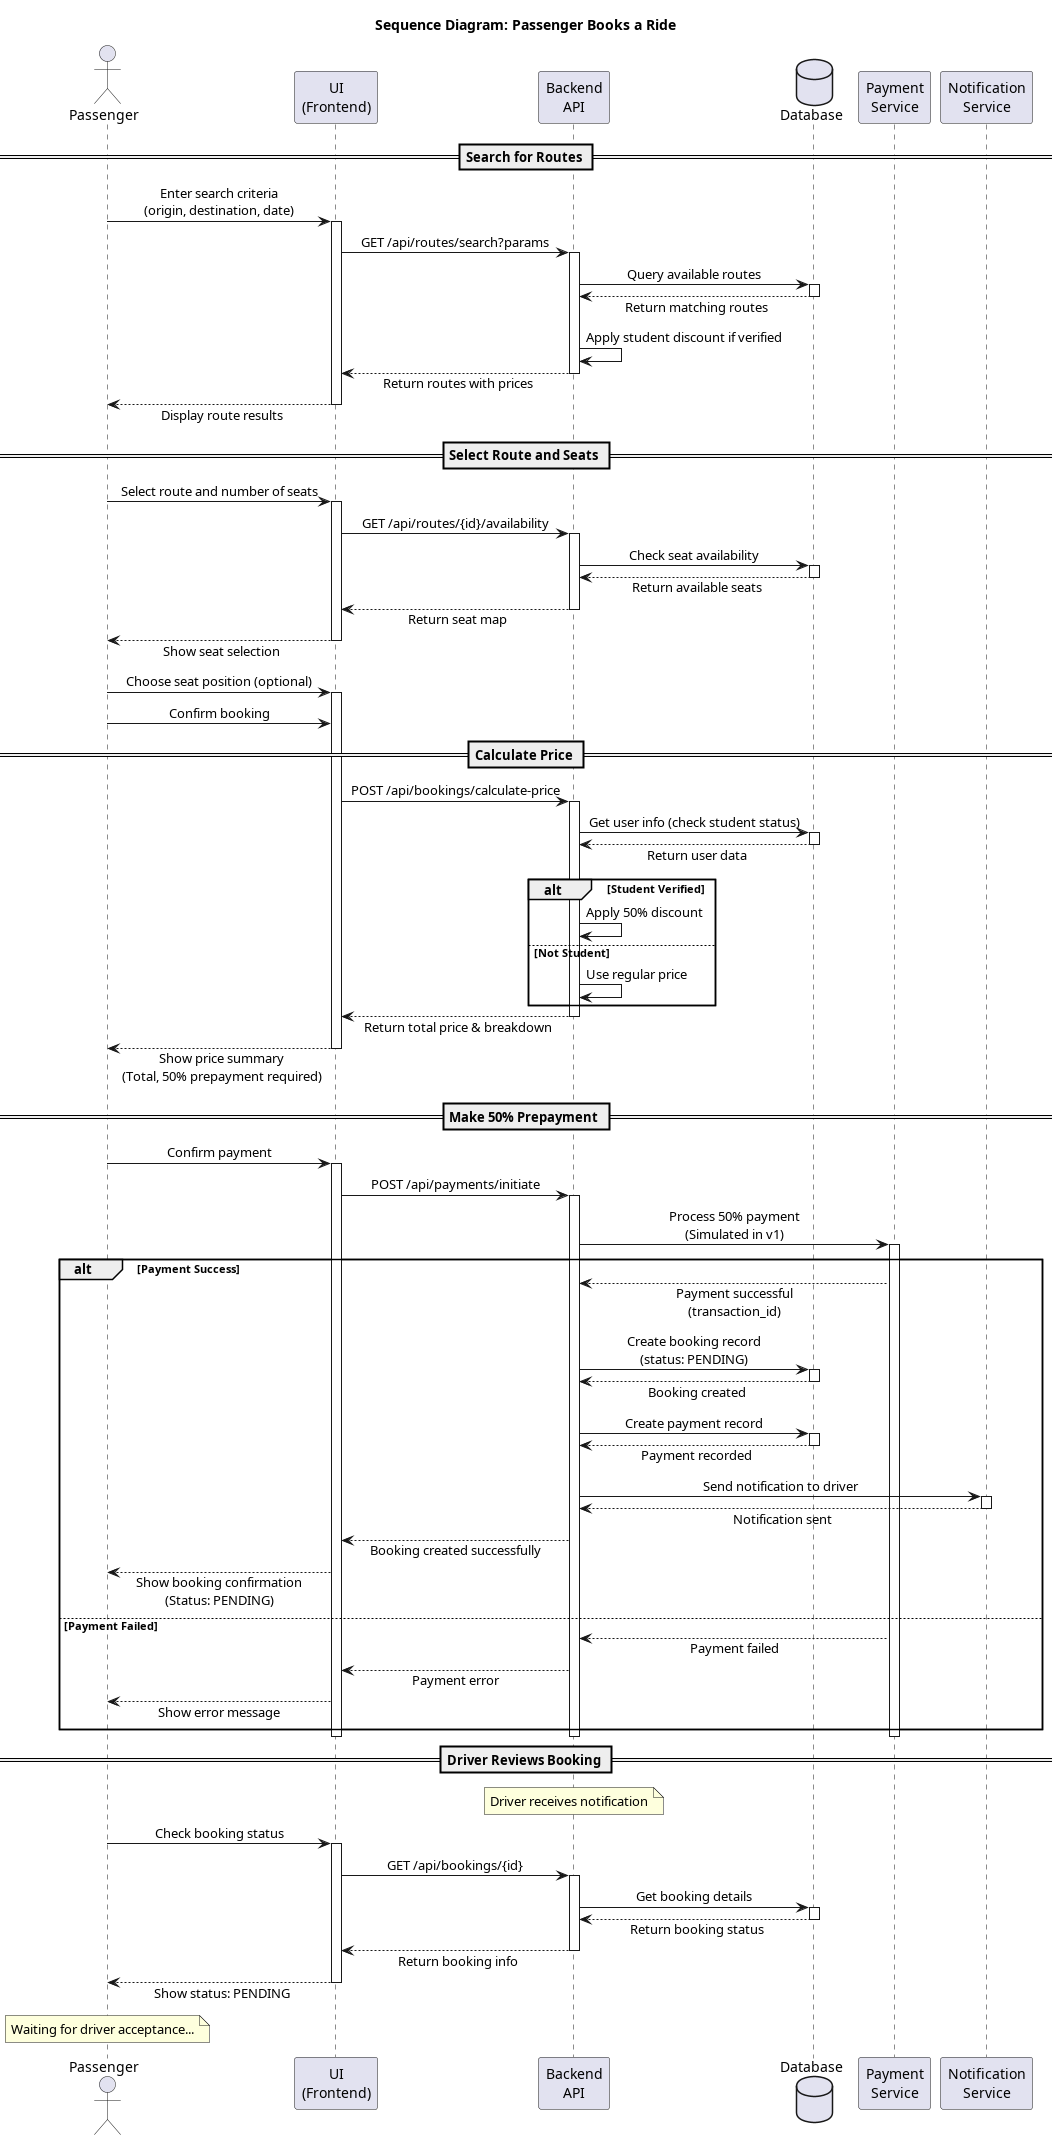 Sequence Diagram: Passenger Books a Ride
Passenger
UI
(Frontend)
Backend
API
Database
Payment
Service
Notification
Service
Search for Routes
Enter search criteria
(origin, destination, date)
GET /api/routes/search?params
Query available routes
Return matching routes
Apply student discount if verified
Return routes with prices
Display route results
Select Route and Seats
Select route and number of seats
GET /api/routes/{id}/availability
Check seat availability
Return available seats
Return seat map
Show seat selection
Choose seat position (optional)
Confirm booking
Calculate Price
POST /api/bookings/calculate-price
Get user info (check student status)
Return user data
alt
[Student Verified]
Apply 50% discount
[Not Student]
Use regular price
Return total price & breakdown
Show price summary
(Total, 50% prepayment required)
Make 50% Prepayment
Confirm payment
POST /api/payments/initiate
Process 50% payment
(Simulated in v1)
alt
[Payment Success]
Payment successful
(transaction_id)
Create booking record
(status: PENDING)
Booking created
Create payment record
Payment recorded
Send notification to driver
Notification sent
Booking created successfully
Show booking confirmation
(Status: PENDING)
[Payment Failed]
Payment failed
Payment error
Show error message
Driver Reviews Booking
Driver receives notification
Check booking status
GET /api/bookings/{id}
Get booking details
Return booking status
Return booking info
Show status: PENDING
Waiting for driver acceptance...
Passenger
UI
(Frontend)
Backend
API
Database
Payment
Service
Notification
Service